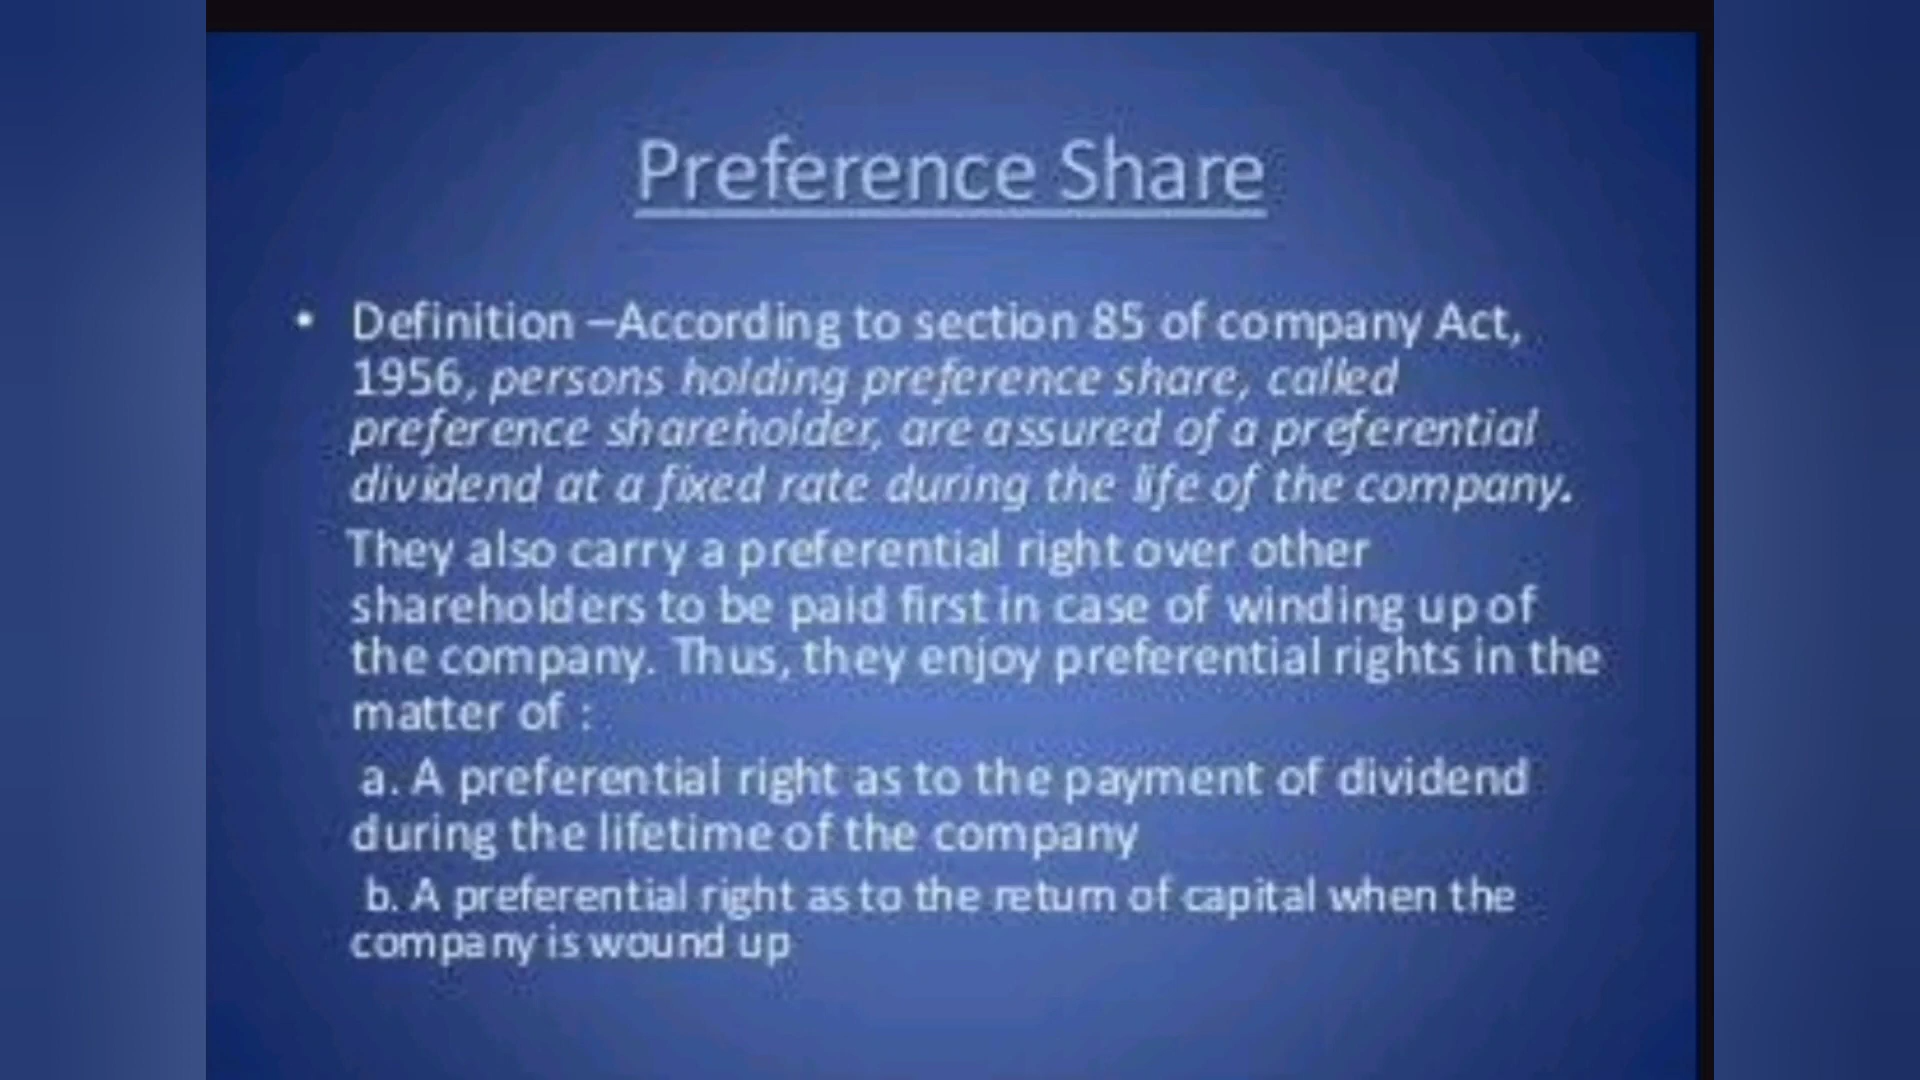 Preference Share
• Definition –According to section 85 of company Act,
1956, persons holding preference share, called
preference shareholder, are assured of a preferential
dividend at a fixed rate during the life of the company.
They also carry a preferential right over other
shareholders to be paid first in case of winding up of
the company. Thus, they enjoy preferential rights in the
matter of :
a. A preferential right as to the payment of dividend
during the lifetime of the company
b. A preferential right as to the return of capital when the
company is wound up